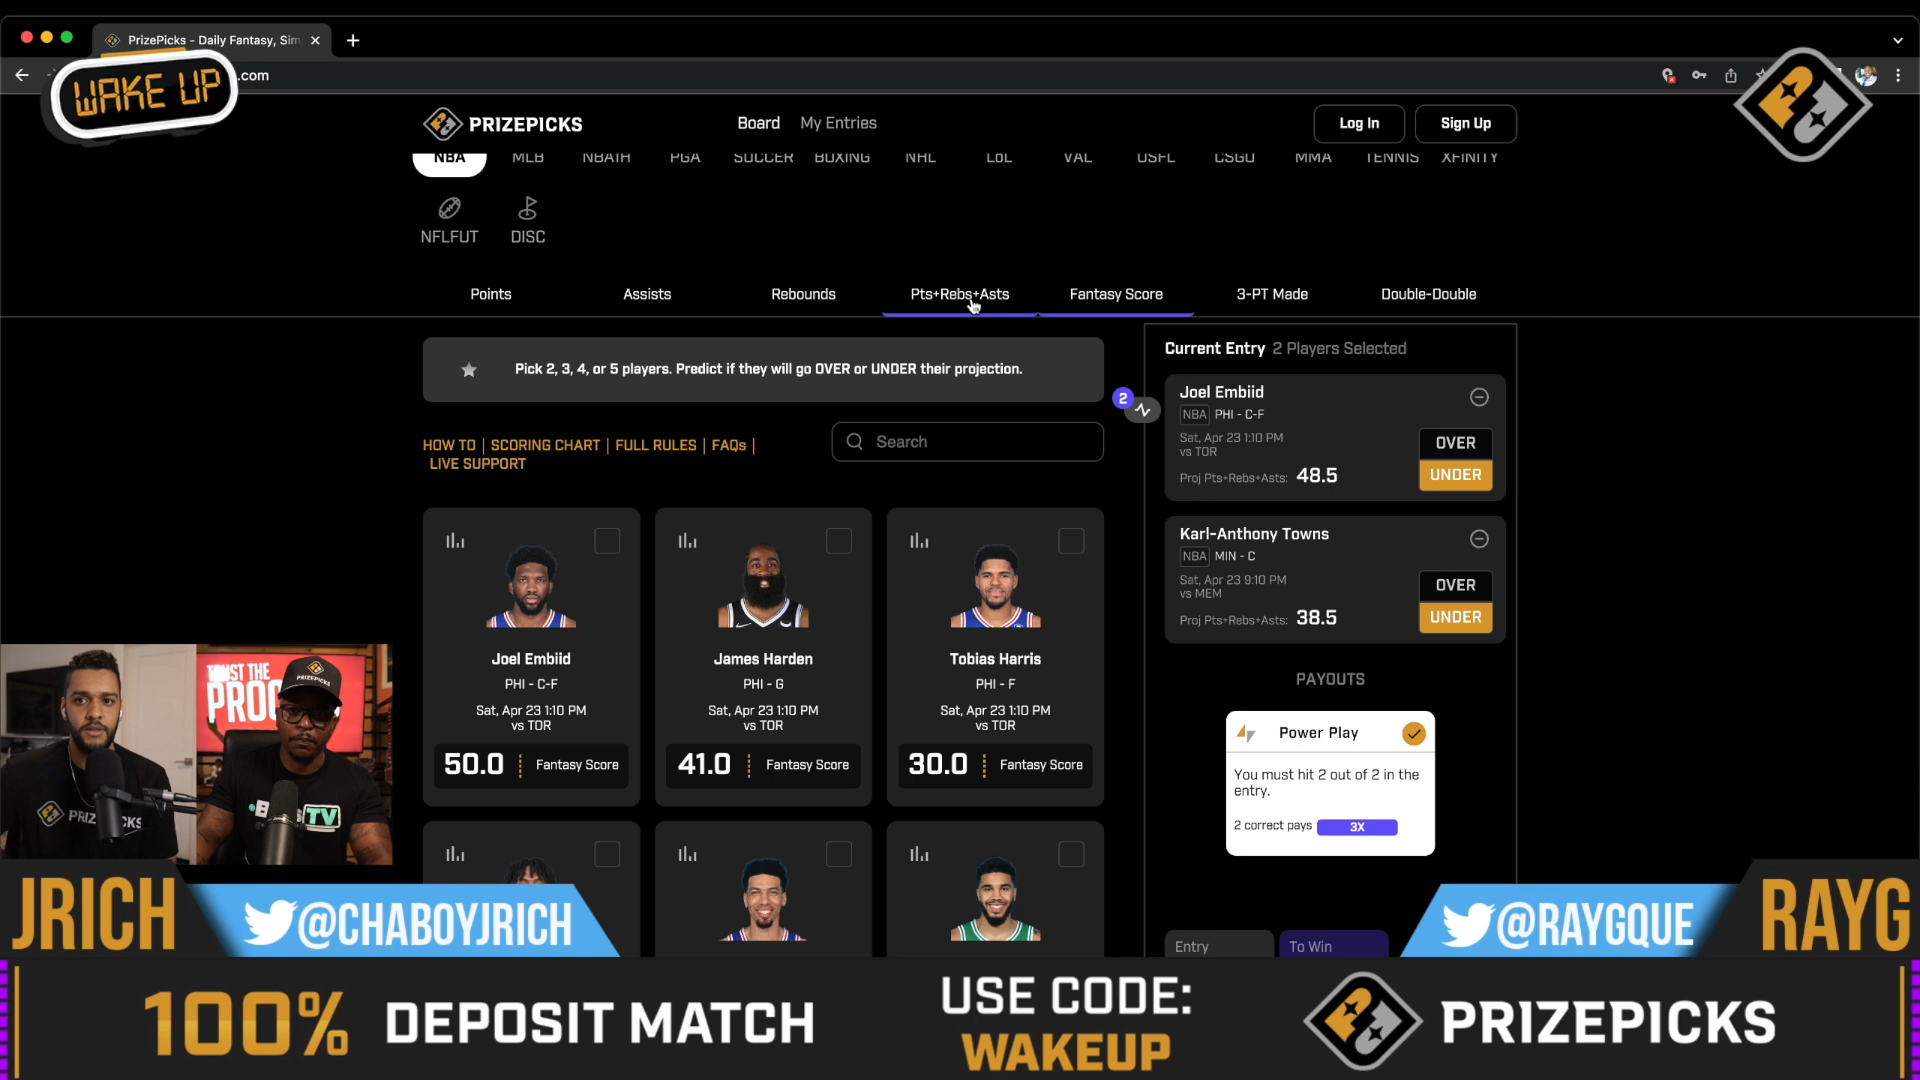 PrizePicks - Daily Fantasy, Sim
.com
WAKE UP
PRIZEPICKS
Board
My Entries
Log In
Sign Up
NBA
MLB
NBA1H
PGA
SOCCER
BOXING
NHL
LoL
VAL
USFL
CSGO
MMA
TENNIS
XFINITY
NFLFUT
DISC
Points
Assists
Rebounds
Pts+Rebs+Asts
Fantasy Score
3-PT Made
Double-Double
Pick 2, 3, 4, or 5 players. Predict if they will go OVER or UNDER their projection.
HOW TO | SCORING CHART | FULL RULES | FAQs |
LIVE SUPPORT
Search
Joel Embiid
PHI - C-F
Sat, Apr 23 1:10 PM
vs TOR
50.0
Fantasy Score
James Harden
PHI - G
Sat, Apr 23 1:10 PM
vs TOR
41.0
Fantasy Score
Tobias Harris
PHI - F
Sat, Apr 23 1:10 PM
vs TOR
30.0
Fantasy Score
2
Current Entry 2 Players Selected
Joel Embiid
NBA PHI - C-F
Sat, Apr 23 1:10 PM
vs TOR
Proj Pts+Rebs+Asts: 48.5
OVER
UNDER
Karl-Anthony Towns
NBA MIN - C
Sat, Apr 23 9:10 PM
vs MEM
Proj Pts+Rebs+Asts: 38.5
OVER
UNDER
PAYOUTS
Power Play
You must hit 2 out of 2 in the
entry.
2 correct pays 3X
Entry
To Win
TRUST THE
PROC
PRIZEPICKS
TV
JRICH
@CHABOYJRICH
@RAYGQUE
RAYG
100% DEPOSIT MATCH
USE CODE:
WAKEUP
PRIZEPICKS